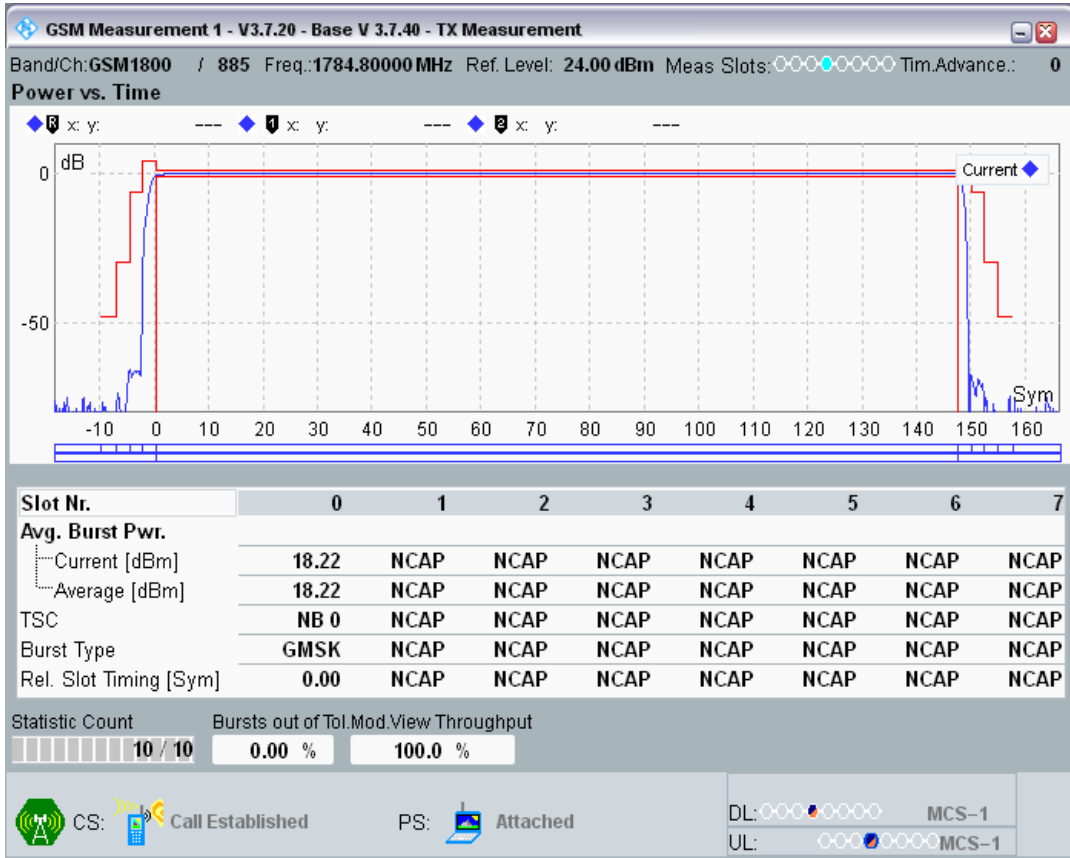 GSM Measurement 1 - V3.7.20 - Base V 3.7.40 - TX Measurement
Band/Ch:GSM1800 / 885 Freq.:1784.80000 MHz Ref. Level: 24.00 dBm Meas Slots: Tim.Advance.: 0
Power vs. Time
R x: y: --- 1 x: y: --- 2 x: y: ---
dB
Current
0
-50
Sym
-10 0 10 20 30 40 50 60 70 80 90 100 110 120 130 140 150 160
Slot Nr. 0 1 2 3 4 5 6 7
Avg. Burst Pwr.
Current [dBm] 18.22 NCAP NCAP NCAP NCAP NCAP NCAP NCAP
Average [dBm] 18.22 NCAP NCAP NCAP NCAP NCAP NCAP NCAP
TSC NB 0 NCAP NCAP NCAP NCAP NCAP NCAP NCAP
Burst Type GMSK NCAP NCAP NCAP NCAP NCAP NCAP NCAP
Rel. Slot Timing [Sym] 0.00 NCAP NCAP NCAP NCAP NCAP NCAP NCAP
Statistic Count Bursts out of Tol. Mod.View Throughput
10 / 10 0.00 % 100.0 %
CS: Call Established PS: Attached
DL: MCS-1
UL: MCS-1